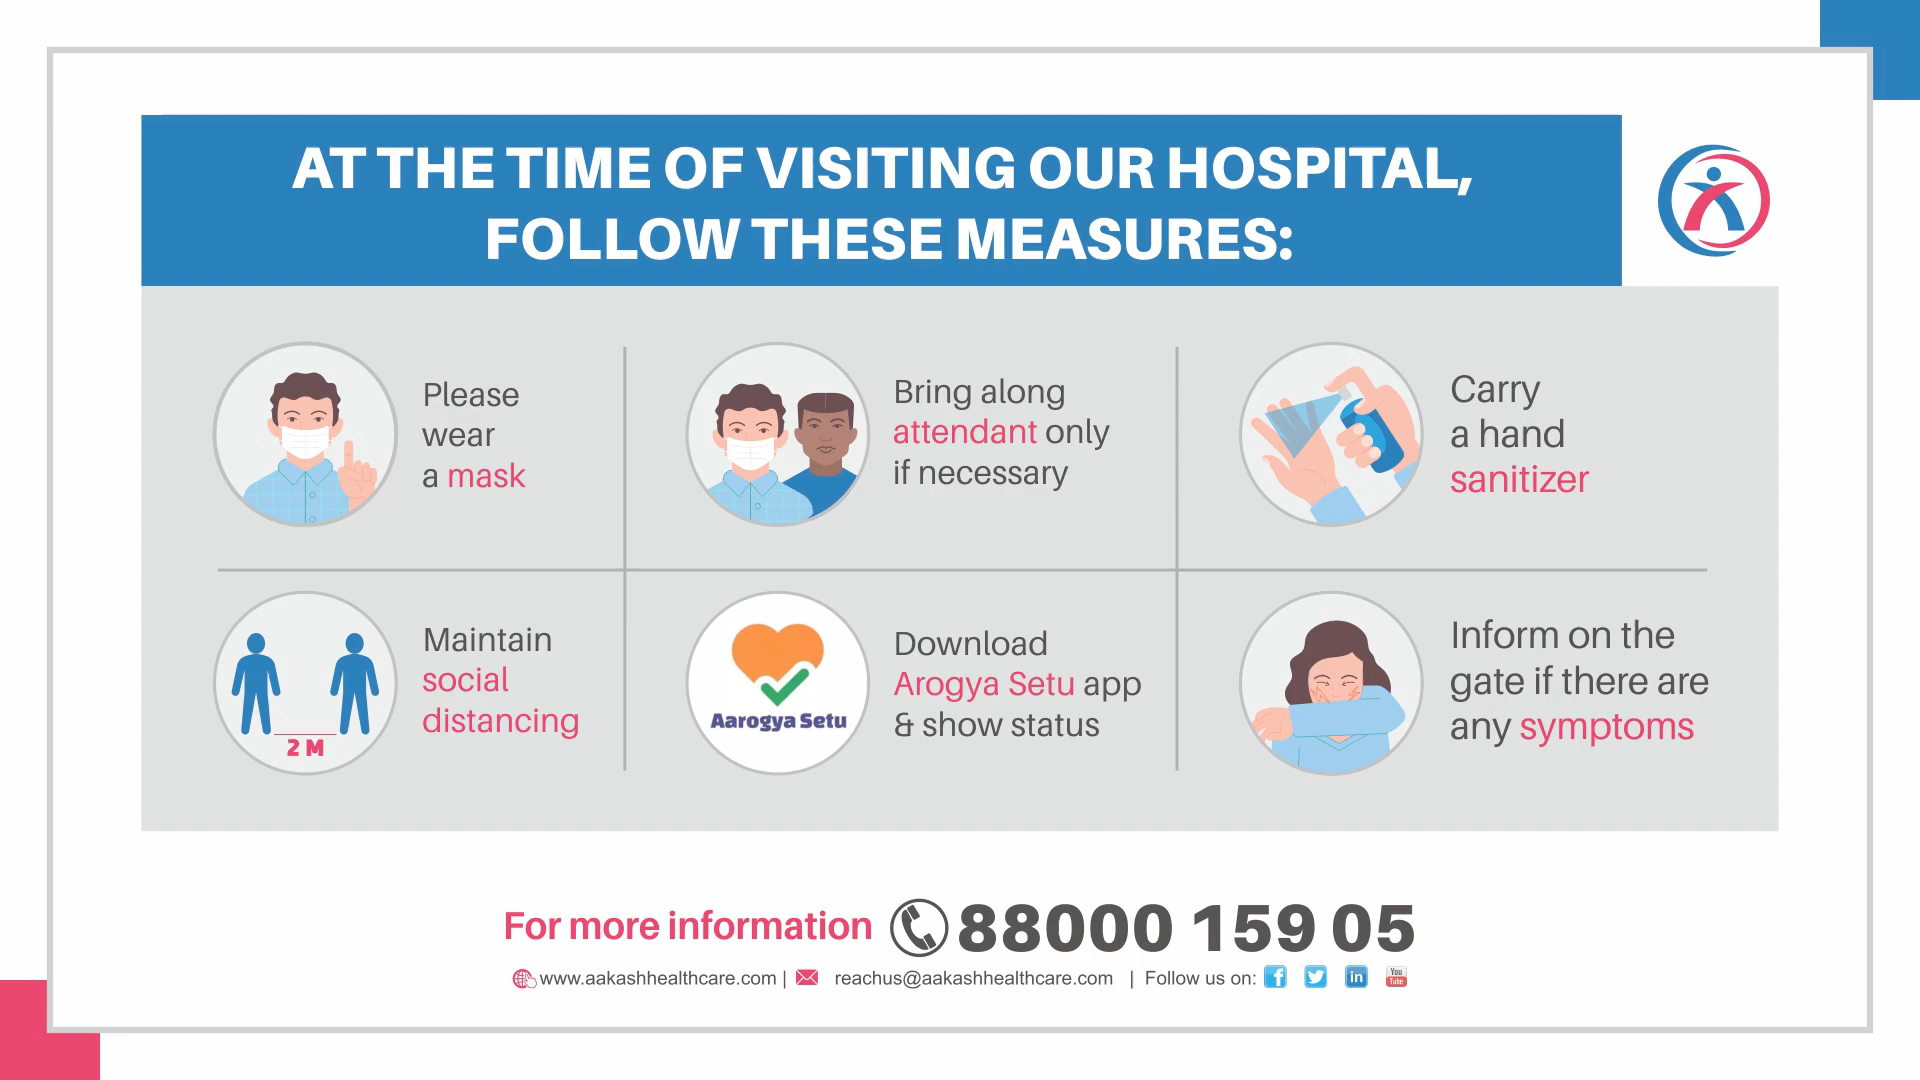 AT THE TIME OF VISITING OUR HOSPITAL,
FOLLOW THESE MEASURES:
Please
wear
a mask
Bring along
attendant only
if necessary
Carry
a hand
sanitizer
2 M
Maintain
social
distancing
Aarogya Setu
Download
Arogya Setu app
& show status
Inform on the
gate if there are
any symptoms
For more information 88000 159 05
www.aakashhealthcare.com | reachus@aakashhealthcare.com | Follow us on: f in You Tube